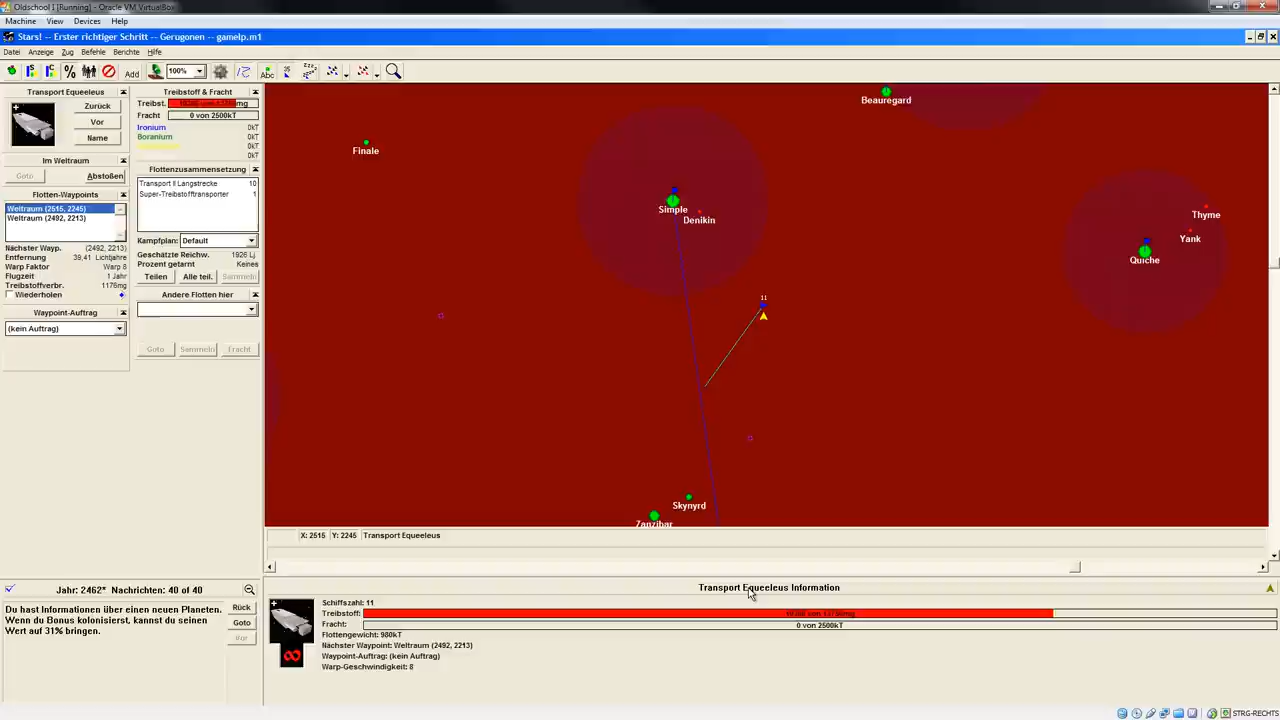 Oldschool I [Running] - Oracle VM VirtualBox
Machine View Devices Help
Stars! -- Erster richtiger Schritt -- Gerugonen -- gamelp.m1
Datei Anzeige Zug Befehle Berichte Hilfe
Add 100% Abc
Transport Equeeleus
Zurück
Vor
Name
Im Weltraum
Goto Abstoßen
Flotten-Waypoints
Weltraum (2515, 2245)
Weltraum (2492, 2213)
Nächster Wayp. (2492, 2213)
Entfernung 39,41 Lichtjahre
Warp Faktor Warp 8
Flugzeit 1 Jahr
Treibstoffverbr. 1176mg
Wiederholen
Waypoint-Auftrag
(kein Auftrag)
Treibstoff & Fracht
Treibst.
Fracht 0 von 2500kT
Ironium 0kT
Boranium 0kT
0kT
0kT
Flottenzusammensetzung
Transport II Langstrecke 10
Super-Treibstofftransporter 1
Kampfplan: Default
Geschätzte Reichw. 1926 Lj.
Prozent getarnt Keines
Teilen Alle teil. Sammeln
Andere Flotten hier
Goto Sammeln Fracht
Beauregard
Finale
Simple
Denikin
Thyme
Yank
Quiche
11
Skynyrd
Zanzibar
X: 2515 Y: 2245 Transport Equeeleus
Jahr: 2462* Nachrichten: 40 of 40
Du hast Informationen über einen neuen Planeten.
Wenn du Bonus kolonisierst, kannst du seinen
Wert auf 31% bringen.
Rück
Goto
Vor
Transport Equeeleus Information
Schiffszahl: 11
Treibstoff:
Fracht: 0 von 2500kT
Flottengewicht: 980kT
Nächster Waypoint: Weltraum (2492, 2213)
Waypoint-Auftrag: (kein Auftrag)
Warp-Geschwindigkeit: 8
STRG-RECHTS